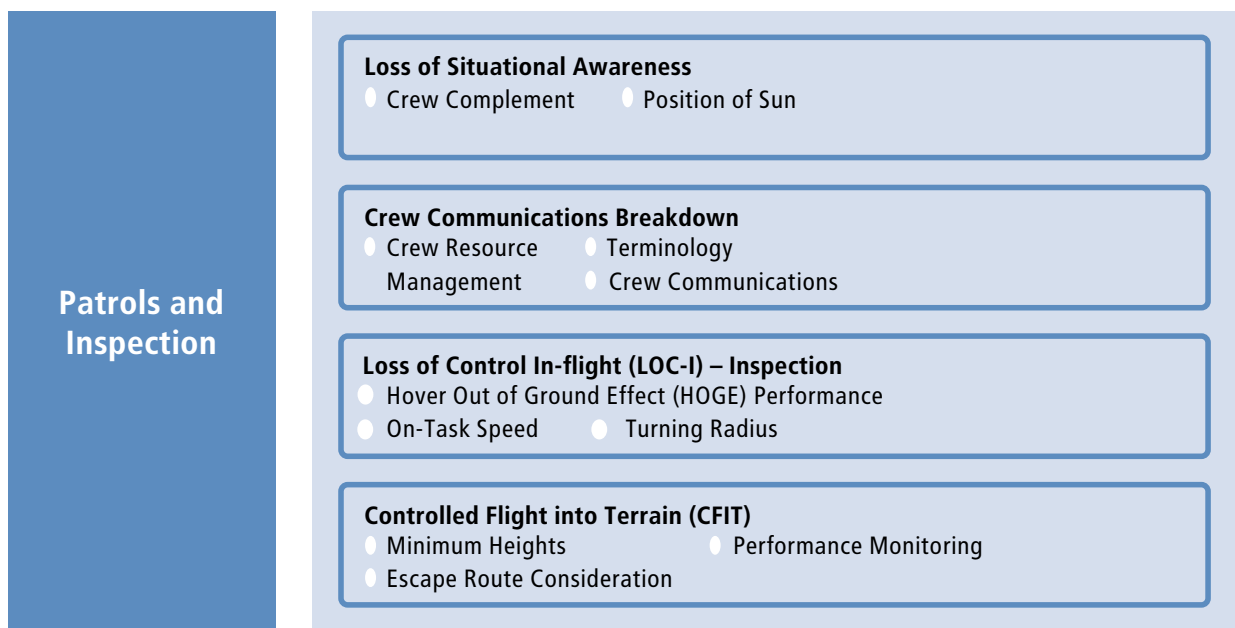 Patrols and
Inspection
Loss of Situational Awareness
Crew Complement Position of Sun
Crew Communications Breakdown
Crew Resource Terminology
Management Crew Communications
Loss of Control In-flight (LOC-I) – Inspection
Hover Out of Ground Effect (HOGE) Performance
On-Task Speed Turning Radius
Controlled Flight into Terrain (CFIT)
Minimum Heights Performance Monitoring
Escape Route Consideration